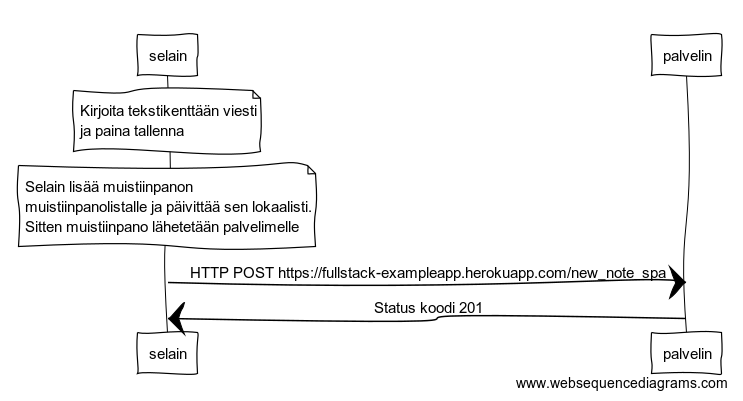 selain
palvelin
Kirjoita tekstikenttään viesti
ja paina tallenna
Selain lisää muistiinpanon
muistiinpanolistalle ja päivittää sen lokaalisti.
Sitten muistiinpano lähetetään palvelimelle
HTTP POST https://fullstack-exampleapp.herokuapp.com/new_note_spa
Status koodi 201
selain
palvelin
www.websequencediagrams.com